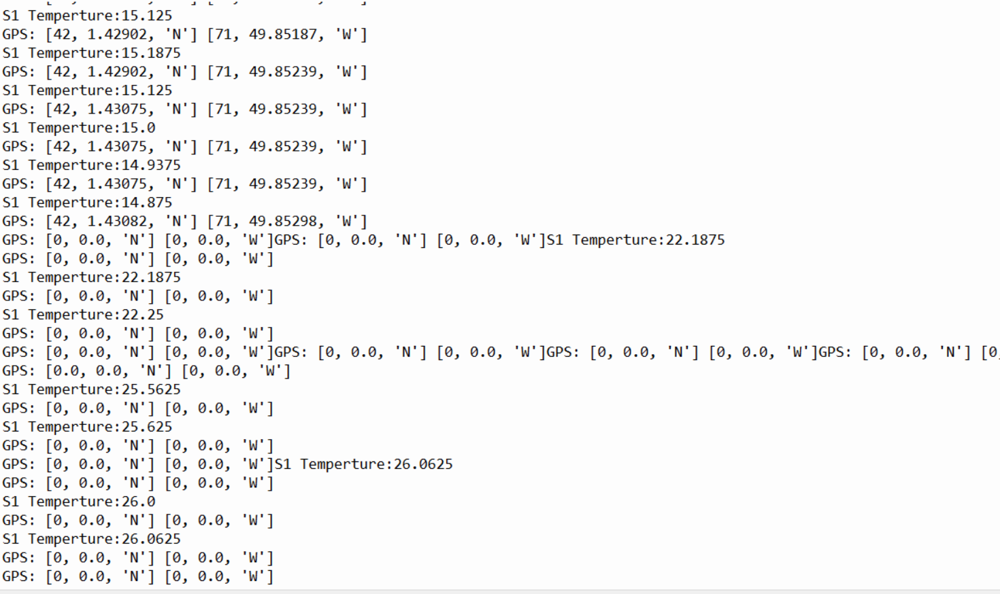 S1 Temperture:15.125
GPS: [42, 1.42902, 'N'] [71, 49.85187, 'W']
S1 Temperture:15.1875
GPS: [42, 1.42902, 'N'] [71, 49.85239, 'W']
S1 Temperture:15.125
GPS: [42, 1.43075, 'N'] [71, 49.85239, 'W']
S1 Temperture:15.0
GPS: [42, 1.43075, 'N'] [71, 49.85239, 'W']
S1 Temperture:14.9375
GPS: [42, 1.43075, 'N'] [71, 49.85239, 'W']
S1 Temperture:14.875
GPS: [42, 1.43082, 'N'] [71, 49.85298, 'W']
GPS: [0, 0.0, 'N'] [0, 0.0, 'W']GPS: [0, 0.0, 'N'] [0, 0.0, 'W']S1 Temperture:22.1875
GPS: [0, 0.0, 'N'] [0, 0.0, 'W']
S1 Temperture:22.1875
GPS: [0, 0.0, 'N'] [0, 0.0, 'W']
S1 Temperture:22.25
GPS: [0, 0.0, 'N'] [0, 0.0, 'W']
GPS: [0, 0.0, 'N'] [0, 0.0, 'W']GPS: [0, 0.0, 'N'] [0, 0.0, 'W']GPS: [0, 0.0, 'N'] [0, 0.0, 'W']GPS: [0, 0.0, 'N'] [0,
GPS: [0.0, 0.0, 'N'] [0, 0.0, 'W']
S1 Temperture:25.5625
GPS: [0, 0.0, 'N'] [0, 0.0, 'W']
S1 Temperture:25.625
GPS: [0, 0.0, 'N'] [0, 0.0, 'W']
GPS: [0, 0.0, 'N'] [0, 0.0, 'W']S1 Temperture:26.0625
GPS: [0, 0.0, 'N'] [0, 0.0, 'W']
S1 Temperture:26.0
GPS: [0, 0.0, 'N'] [0, 0.0, 'W']
S1 Temperture:26.0625
GPS: [0, 0.0, 'N'] [0, 0.0, 'W']
GPS: [0, 0.0, 'N'] [0, 0.0, 'W']